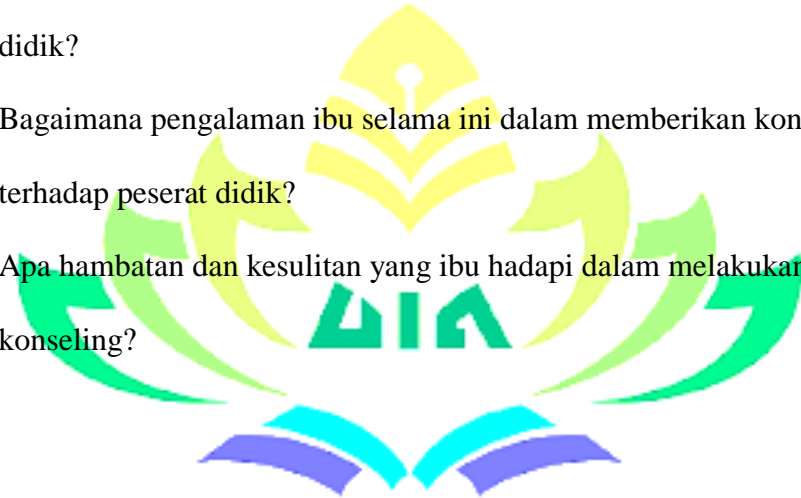 didik?
Bagaimana pengalaman ibu selama ini dalam memberikan kon
terhadap peserat didik?
Apa hambatan dan kesulitan yang ibu hadapi dalam melakukan
UIN
konseling?